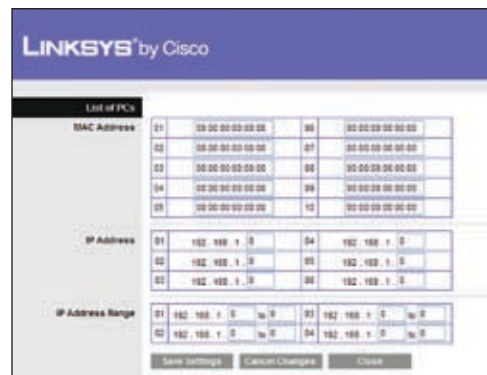 LINKSYS® by Cisco
List of PCs
MAC Address
01 00:00:00:00:00:00 06 00:00:00:00:00:00
02 00:00:00:00:00:00 07 00:00:00:00:00:00
03 00:00:00:00:00:00 08 00:00:00:00:00:00
04 00:00:00:00:00:00 09 00:00:00:00:00:00
05 00:00:00:00:00:00 10 00:00:00:00:00:00
IP Address
01 192 . 168 . 1 . 0 04 192 . 168 . 1 . 0
02 192 . 168 . 1 . 0 05 192 . 168 . 1 . 0
03 192 . 168 . 1 . 0 06 192 . 168 . 1 . 0
IP Address Range
01 192 . 168 . 1 . 0 to 0 03 192 . 168 . 1 . 0 to 0
02 192 . 168 . 1 . 0 to 0 04 192 . 168 . 1 . 0 to 0
Save Settings Cancel Changes Close